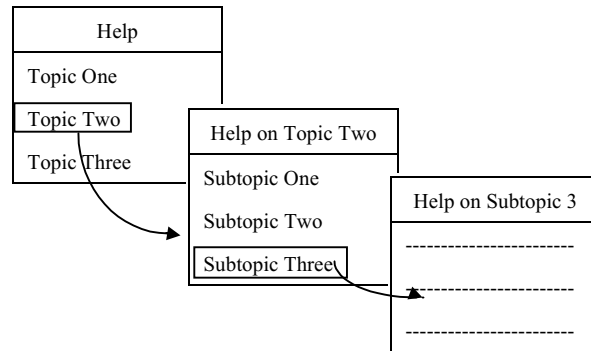 Help
Topic One
Topic Two
Topic Three
Help on Topic Two
Subtopic One
Subtopic Two
Subtopic Three
Help on Subtopic 3
-----------------------
-----------------------
-----------------------